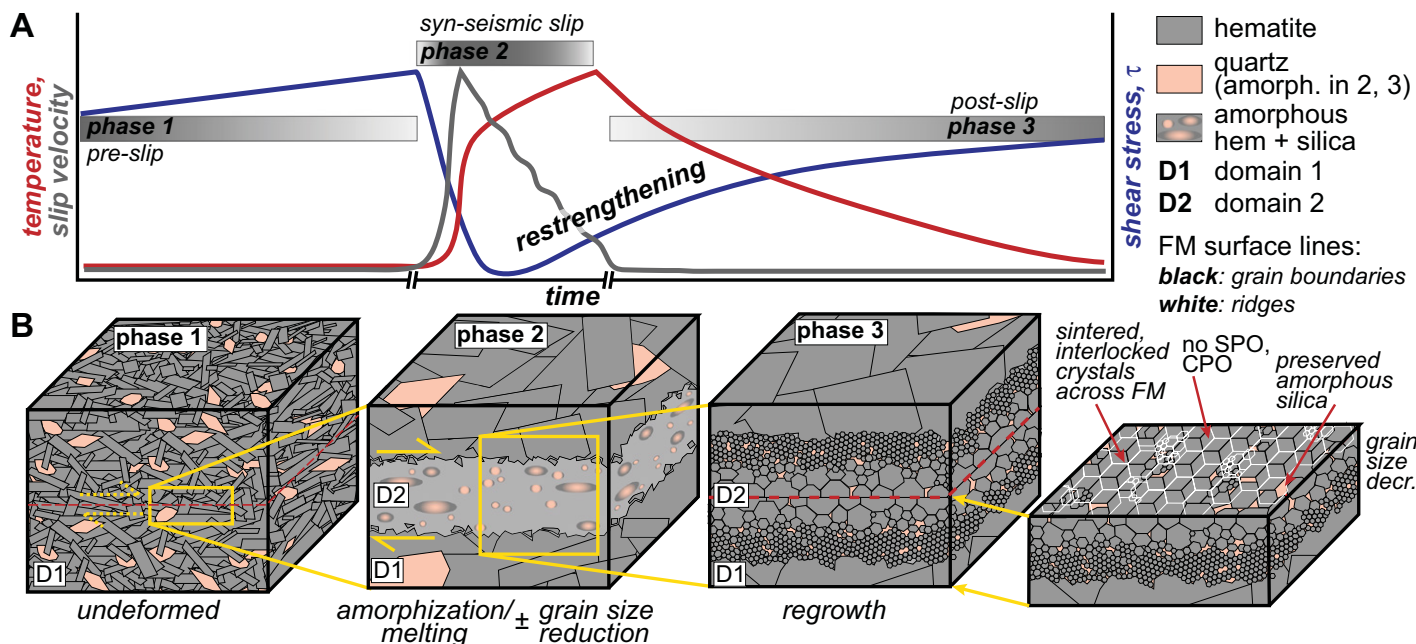 A
temperature,
slip velocity
syn-seismic slip
phase 2
phase 1
pre-slip
post-slip
phase 3
restrengthening
time
shear stress, τ
hematite
quartz
(amorph. in 2, 3)
amorphous
hem + silica
D1 domain 1
D2 domain 2
FM surface lines:
black: grain boundaries
white: ridges
B
phase 1
D1
undeformed
phase 2
D2
D1
amorphization/
melting
± grain size
reduction
phase 3
D2
D1
regrowth
sintered,
interlocked
crystals
across FM
no SPO,
CPO
preserved
amorphous
silica
grain
size
decr.